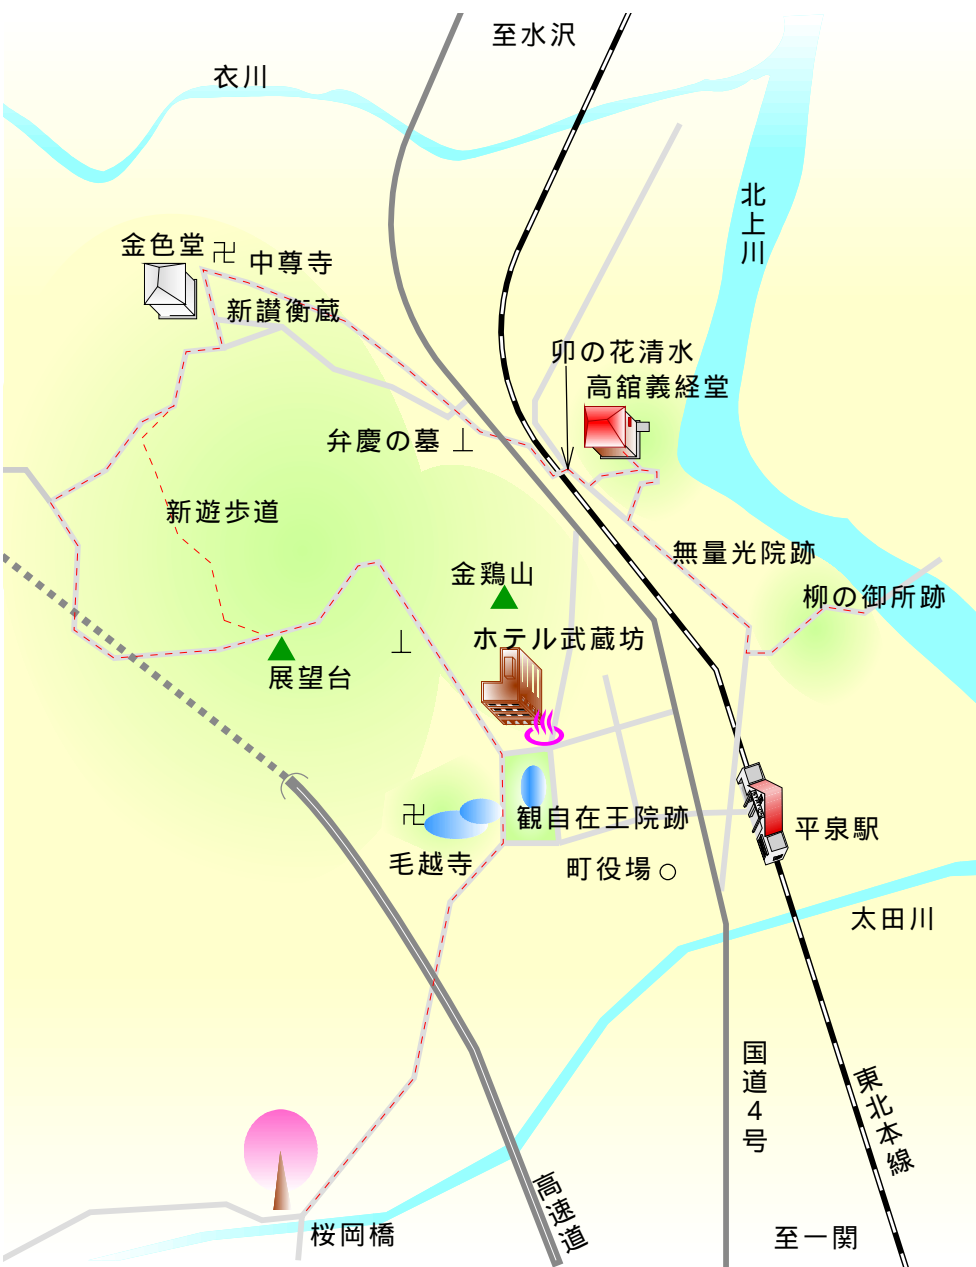 至水沢
衣川
北上川
金色堂
卍
中尊寺
新讃衡蔵
卯の花清水
高舘義経堂
弁慶の墓
新遊歩道
無量光院跡
金鶏山
柳の御所跡
ホテル武蔵坊
展望台
卍
観自在王院跡
平泉駅
毛越寺
町役場
太田川
国道4号
東北本線
高速道
桜岡橋
至一関